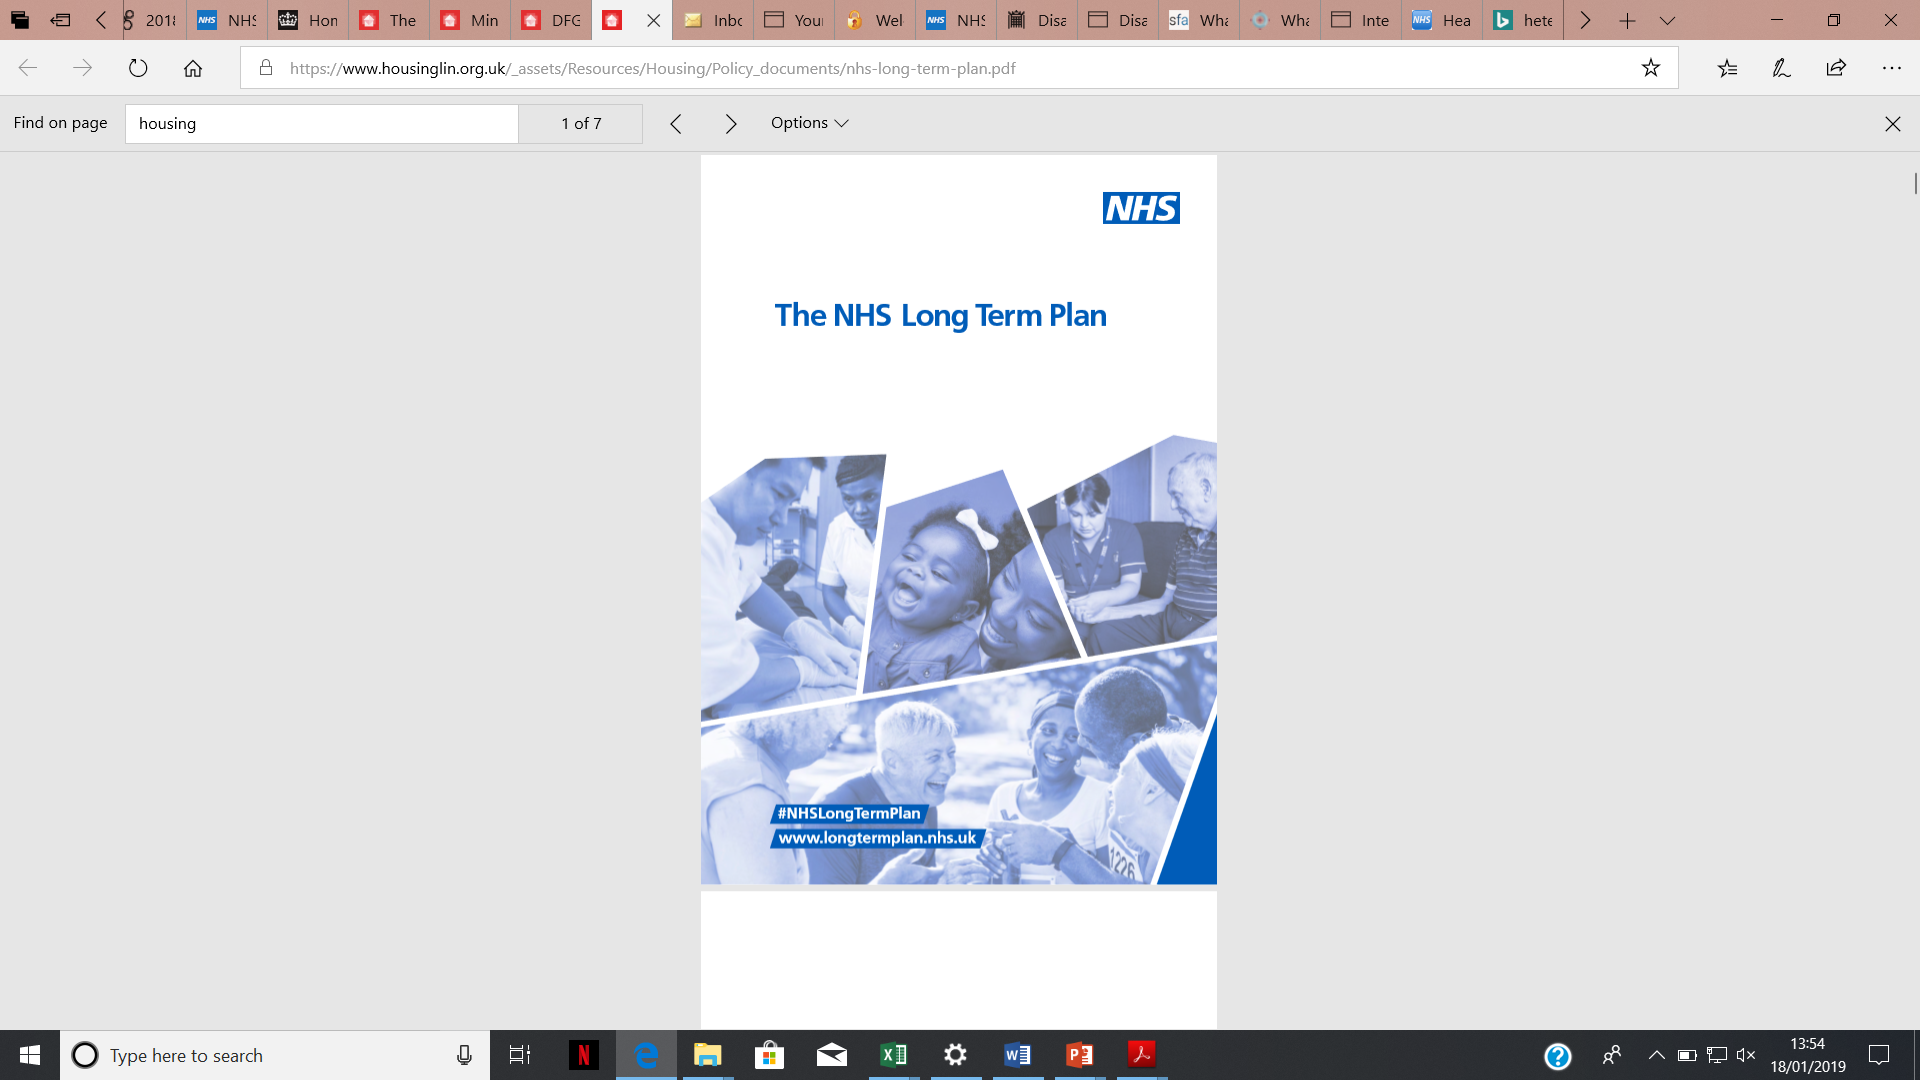 2018
NHS
Hon
The
Min
DFG
Inbo
Your
Wel
NHS
Disa
Disa
sfa
Wha
Wha
Inte
NHS
Hea
hete
https://www.housinglin.org.uk/_assets/Resources/Housing/Policy_documents/nhs-long-term-plan.pdf
Find on page
housing
1 of 7
Options
NHS
The NHS Long Term Plan
#NHSLongTermPlan
www.longtermplan.nhs.uk
1226
Type here to search
13:54
18/01/2019